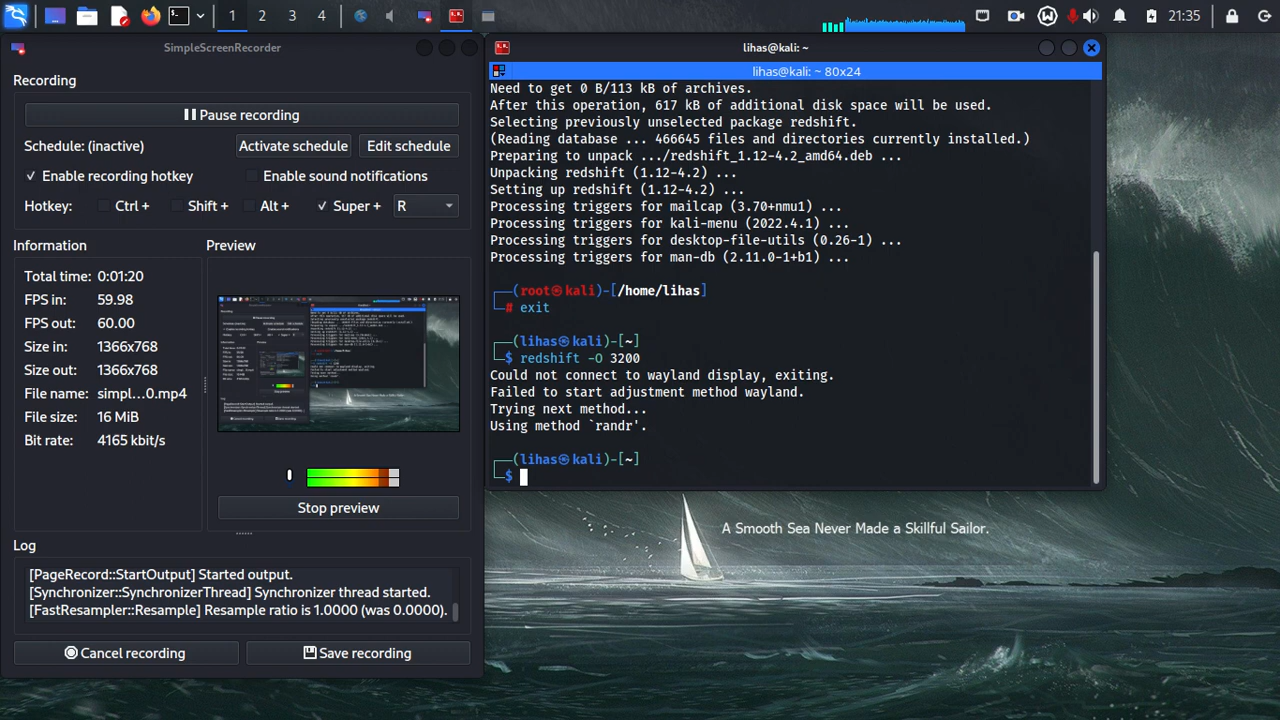 1 2 3 4
21:35
SimpleScreenRecorder
Recording
Pause recording
Schedule: (inactive)
Activate schedule
Edit schedule
Enable recording hotkey
Enable sound notifications
Hotkey:
Ctrl +
Shift +
Alt +
Super +
R
Information
Total time: 0:01:20
FPS in: 59.98
FPS out: 60.00
Size in: 1366x768
Size out: 1366x768
File name: simpl...0.mp4
File size: 16 MiB
Bit rate: 4165 kbit/s
Preview
Stop preview
Log
[PageRecord::StartOutput] Started output.
[Synchronizer::SynchronizerThread] Synchronizer thread started.
[FastResampler::Resample] Resample ratio is 1.0000 (was 0.0000).
Cancel recording
Save recording
lihas@kali: ~
lihas@kali: ~ 80x24
Need to get 0 B/113 kB of archives.
After this operation, 617 kB of additional disk space will be used.
Selecting previously unselected package redshift.
(Reading database ... 466645 files and directories currently installed.)
Preparing to unpack .../redshift_1.12-4.2_amd64.deb ...
Unpacking redshift (1.12-4.2) ...
Setting up redshift (1.12-4.2) ...
Processing triggers for mailcap (3.70+nmu1) ...
Processing triggers for kali-menu (2022.4.1) ...
Processing triggers for desktop-file-utils (0.26-1) ...
Processing triggers for man-db (2.11.0-1+b1) ...
┌──(root㉿kali)-[/home/lihas]
└─# exit
┌──(lihas㉿kali)-[~]
└─$ redshift -O 3200
Could not connect to wayland display, exiting.
Failed to start adjustment method wayland.
Trying next method...
Using method `randr'.
┌──(lihas㉿kali)-[~]
└─$
A Smooth Sea Never Made a Skillful Sailor.